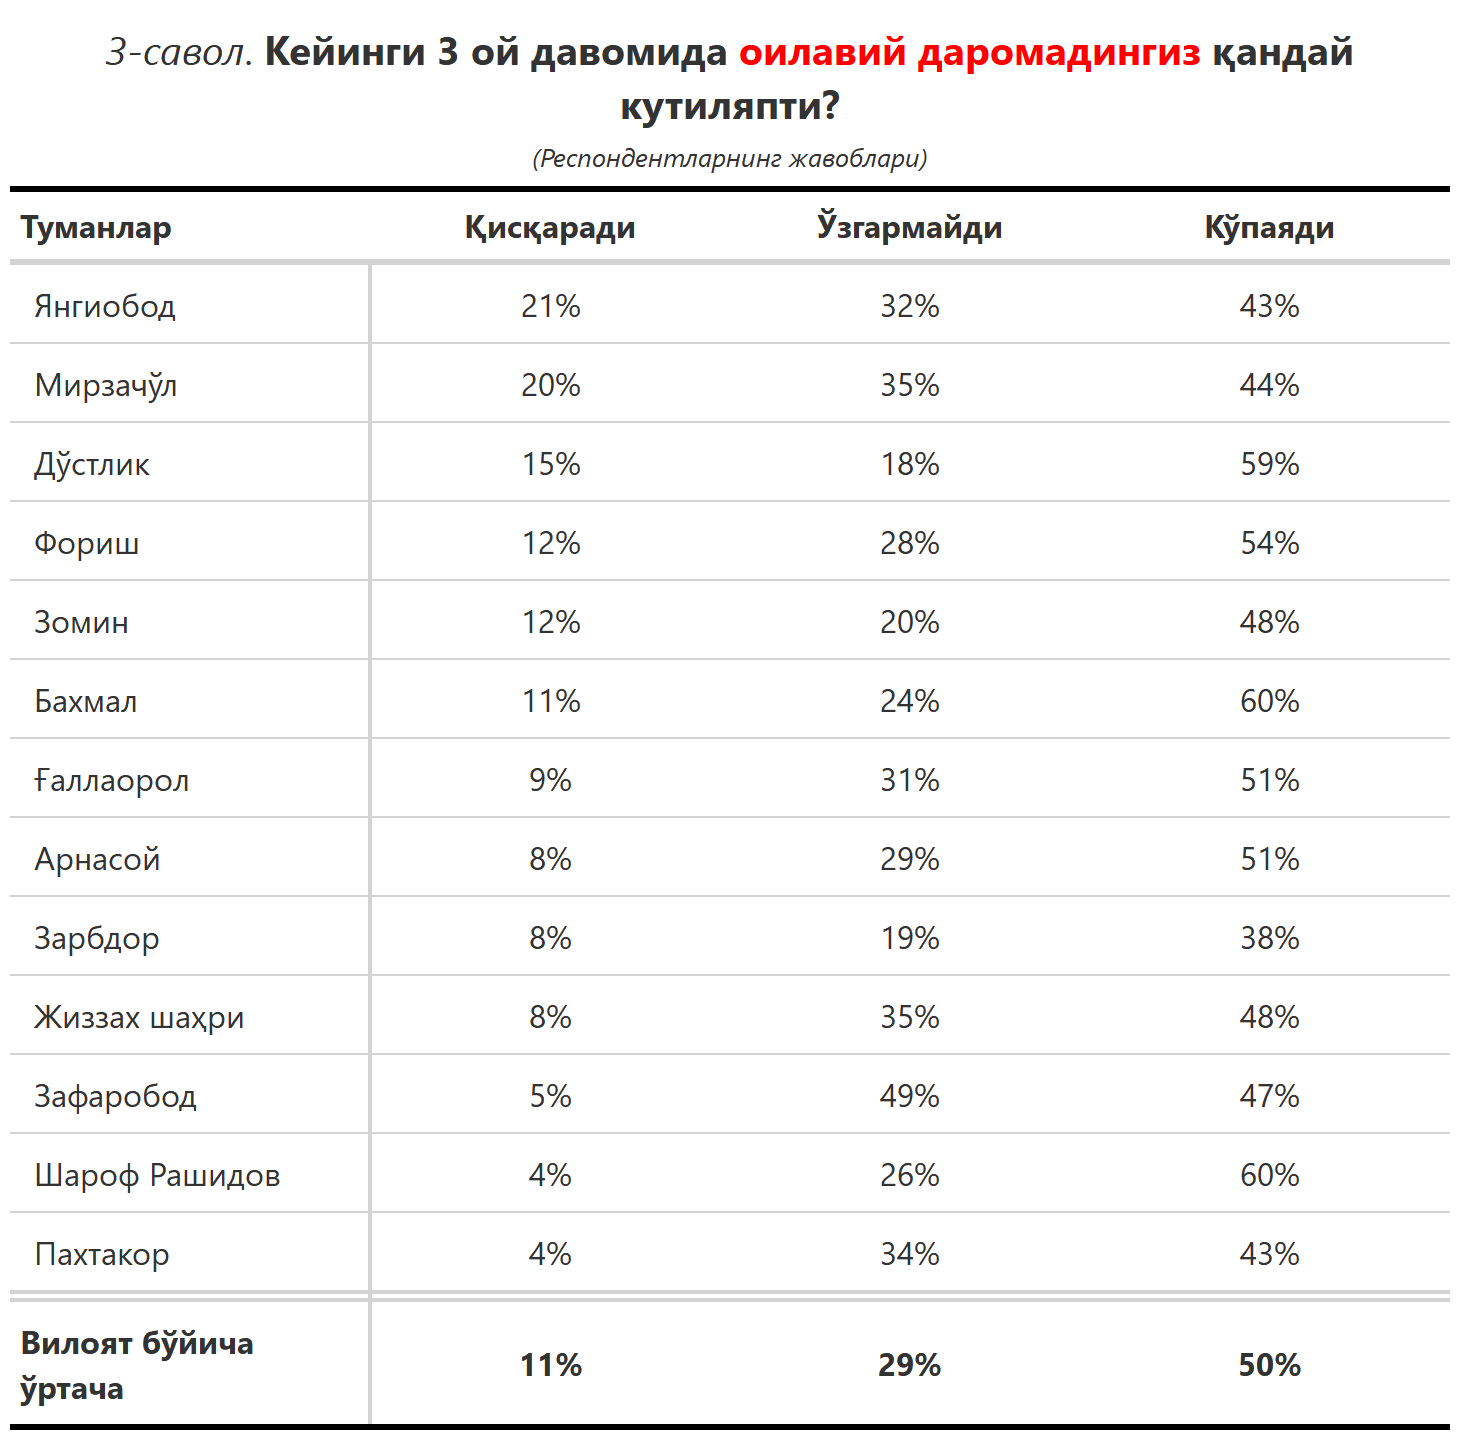 3-савол. Кейинги 3 ой давомида оилавий даромадингиз қандай
кутиляпти?
(Респондентларнинг жавоблари)
Туманлар Қисқаради Ўзгармайди Кўпаяди
Янгиобод 21% 32% 43%
Мирзачўл 20% 35% 44%
Дўстлик 15% 18% 59%
Фориш 12% 28% 54%
Зомин 12% 20% 48%
Бахмал 11% 24% 60%
Ғаллаорол 9% 31% 51%
Арнасой 8% 29% 51%
Зарбдор 8% 19% 38%
Жиззах шаҳри 8% 35% 48%
Зафаробод 5% 49% 47%
Шароф Рашидов 4% 26% 60%
Пахтакор 4% 34% 43%
Вилоят бўйича
ўртача 11% 29% 50%